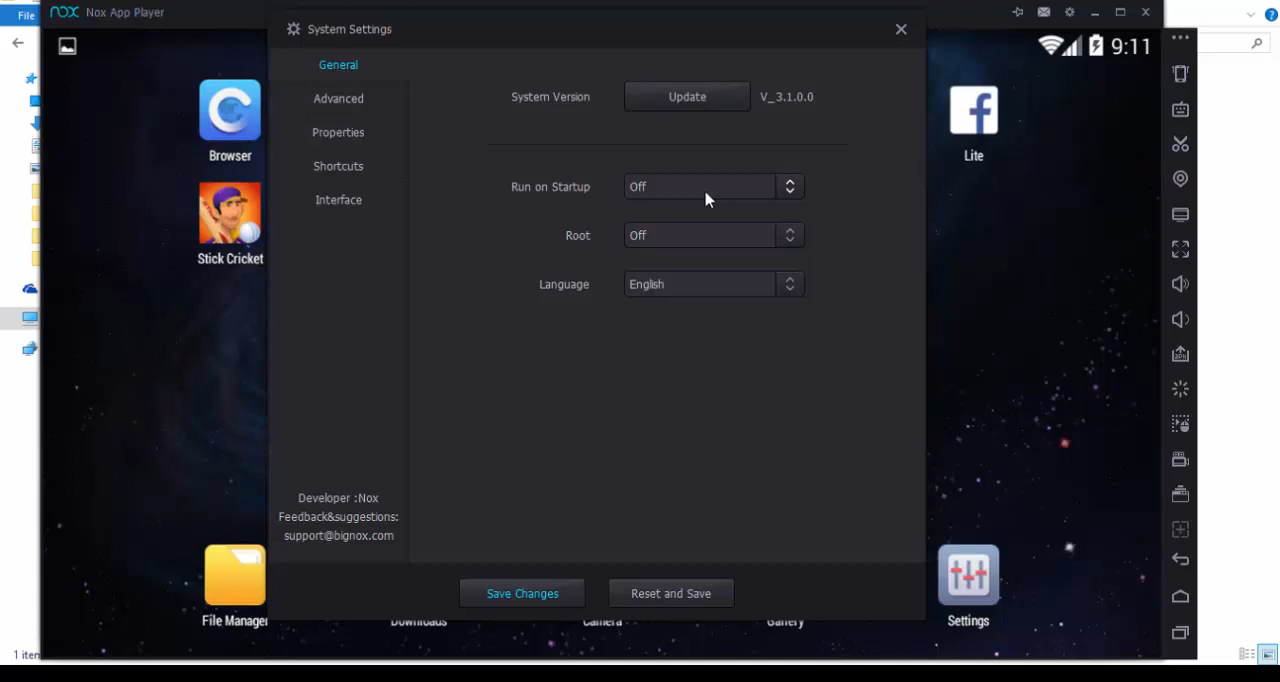 File
nox Nox App Player
System Settings
9:11
General
Advanced
Properties
Shortcuts
Interface
System Version
Update
V_3.1.0.0
Run on Startup
Off
Root
Off
Language
English
Browser
Stick Cricket
Lite
Developer :Nox
Feedback&suggestions:
support@bignox.com
Save Changes
Reset and Save
File Manager
Downloads
Camera
Gallery
Settings
1 iten